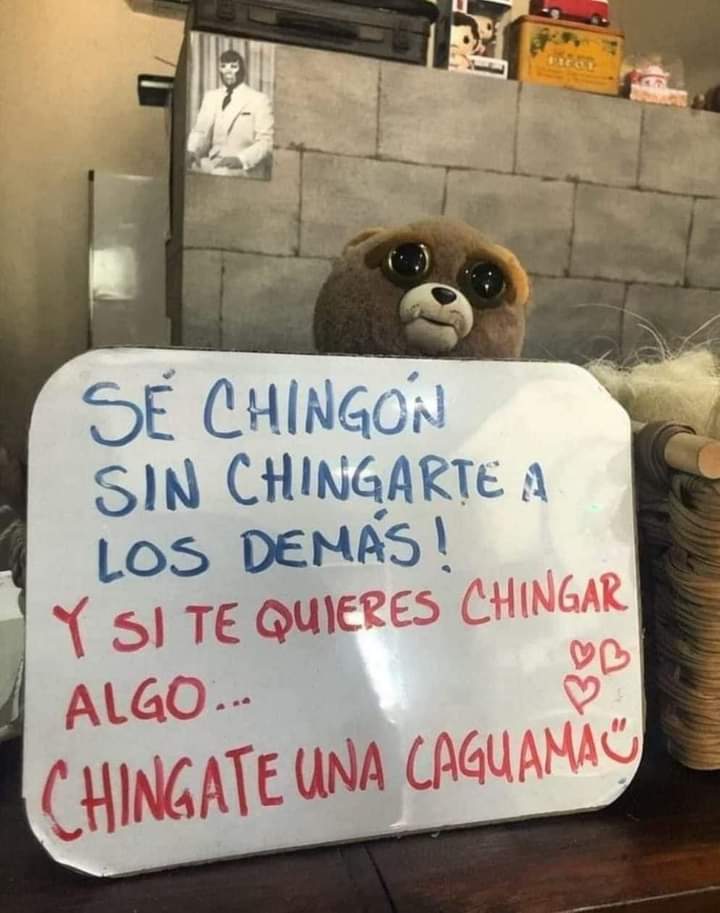 SÉ CHINGÓN
SIN CHINGARTE A
LOS DEMÁS!
Y SI TE QUIERES CHINGAR
ALGO...
CHINGATE UNA CAGUAMA